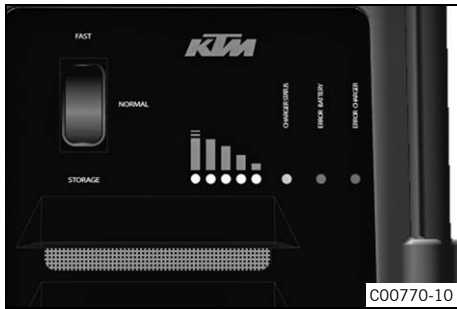 FAST
KTM
NORMAL
STORAGE
CHARGER STATUS
ERROR BATTERY
ERROR CHARGER
C00770-10